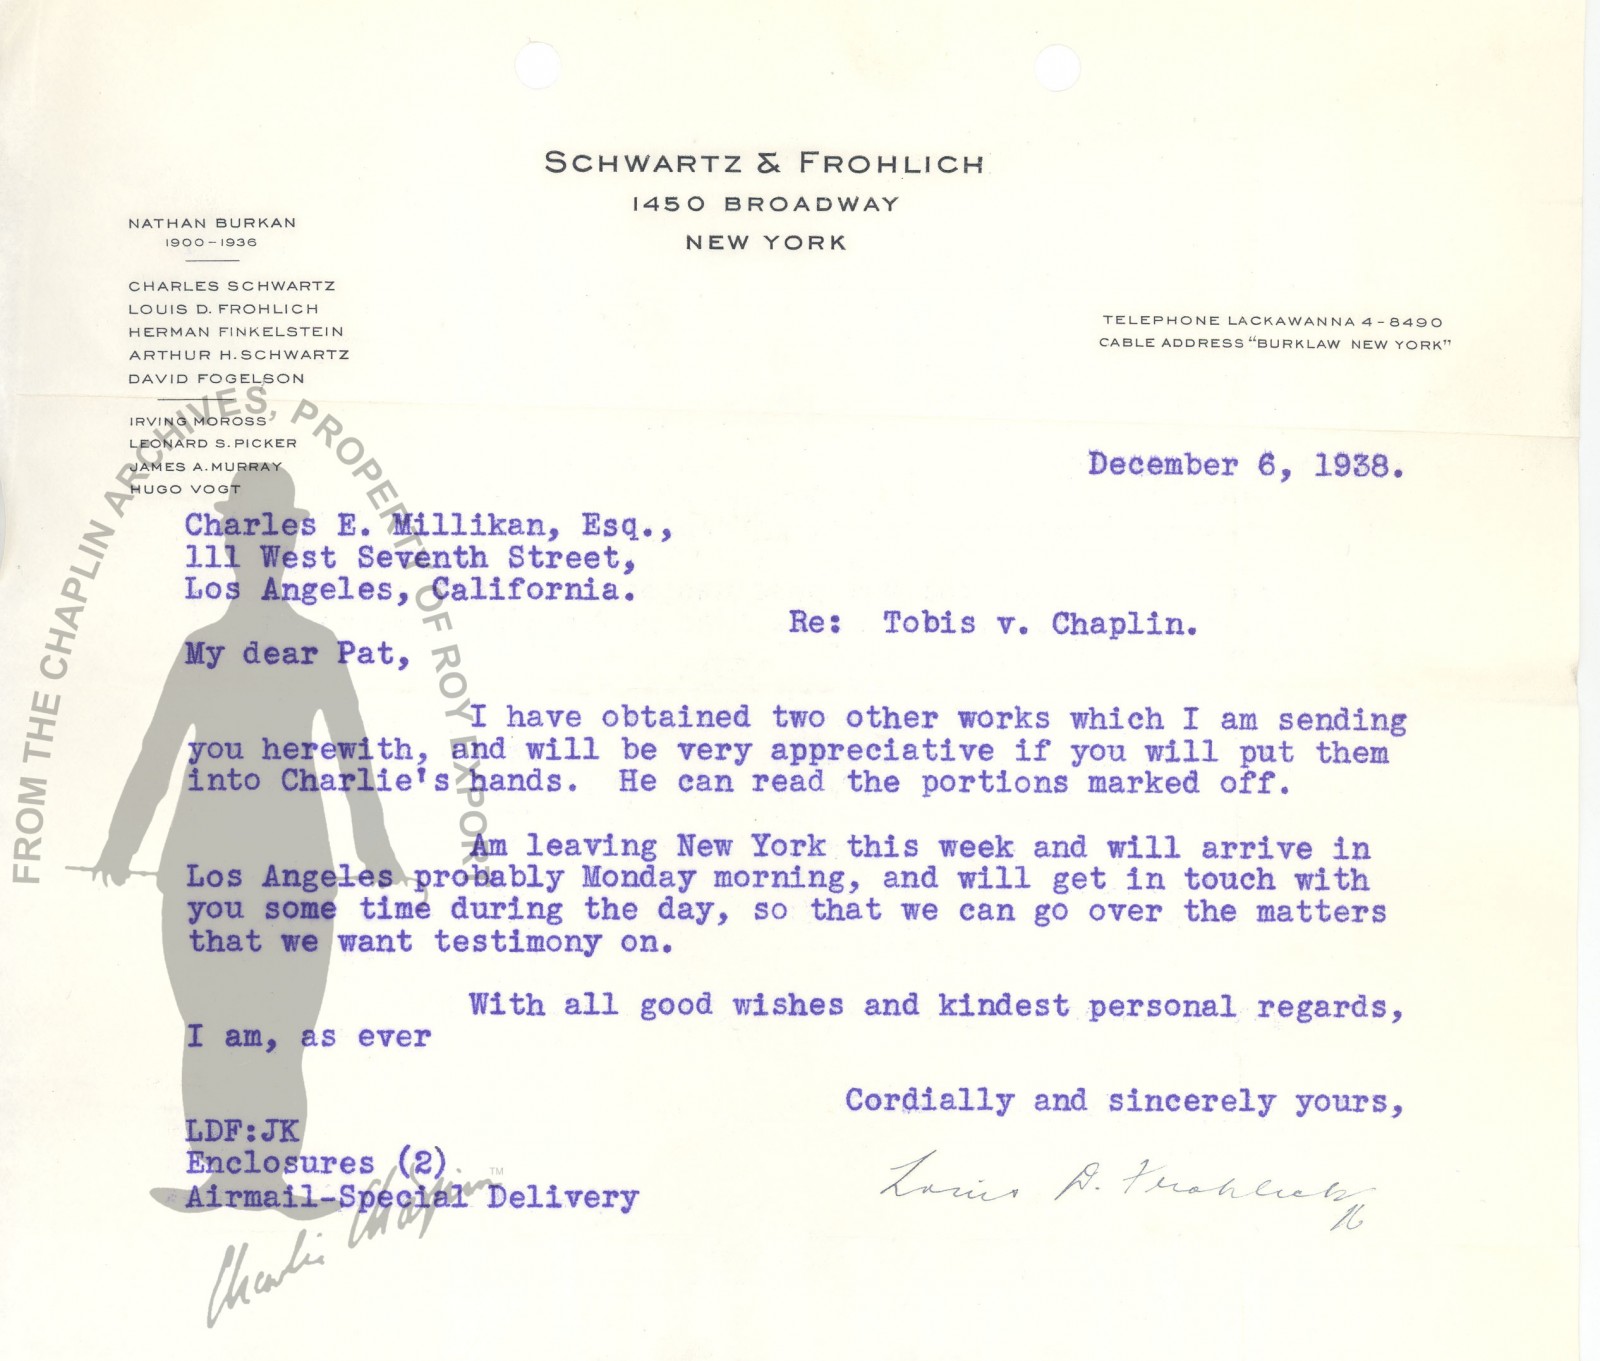 SCHWARTZ & FROHLICH
1450 BROADWAY
NEW YORK
NATHAN BURKAN
1900-1936
CHARLES SCHWARTZ
LOUIS D. FROHLICH
HERMAN FINKELSTEIN
ARTHUR H. SCHWARTZ
DAVID FOGELSON
IRVING MOROSS
LEONARD S. PICKER
JAMES A. MURRAY
HUGO VOGT
TELEPHONE LACKAWANNA 4-8490
CABLE ADDRESS "BURKLAW NEW YORK"
December 6, 1938.
Charles E. Millikan, Esq.,
111 West Seventh Street,
Los Angeles, California.
Re: Tobis v. Chaplin.
My dear Pat,
I have obtained two other works which I am sending
you herewith, and will be very appreciative if you will put them
into Charlie's hands. He can read the portions marked off.
Am leaving New York this week and will arrive in
Los Angeles probably Monday morning, and will get in touch with
you some time during the day, so that we can go over the matters
that we want testimony on.
With all good wishes and kindest personal regards,
I am, as ever
Cordially and sincerely yours,
LDF:JK
Enclosures (2)
Airmail-Special Delivery
Louis D. Frohlich
FROM THE CHAPLIN ARCHIVES, PROPERTY OF ROY EXPORT
Charlie Chaplin ™